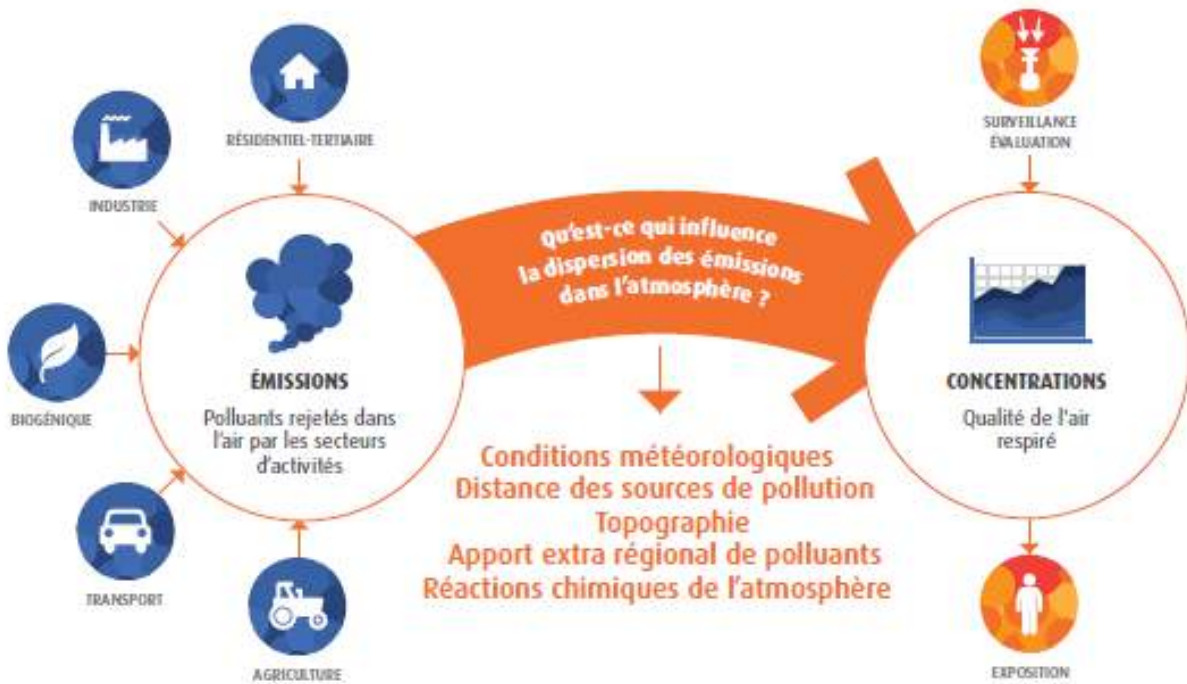 RÉSIDENTIEL-TERTIAIRE
INDUSTRIE
BIOGÉNIQUE
TRANSPORT
AGRICULTURE
ÉMISSIONS
Polluants rejetés dans
l'air par les secteurs
d'activités
Qu'est-ce qui influence
la dispersion des émissions
dans l'atmosphère ?
Conditions météorologiques
Distance des sources de pollution
Topographie
Apport extra régional de polluants
Réactions chimiques de l'atmosphère
SURVEILLANCE
ÉVALUATION
CONCENTRATIONS
Qualité de l'air
respiré
EXPOSITION